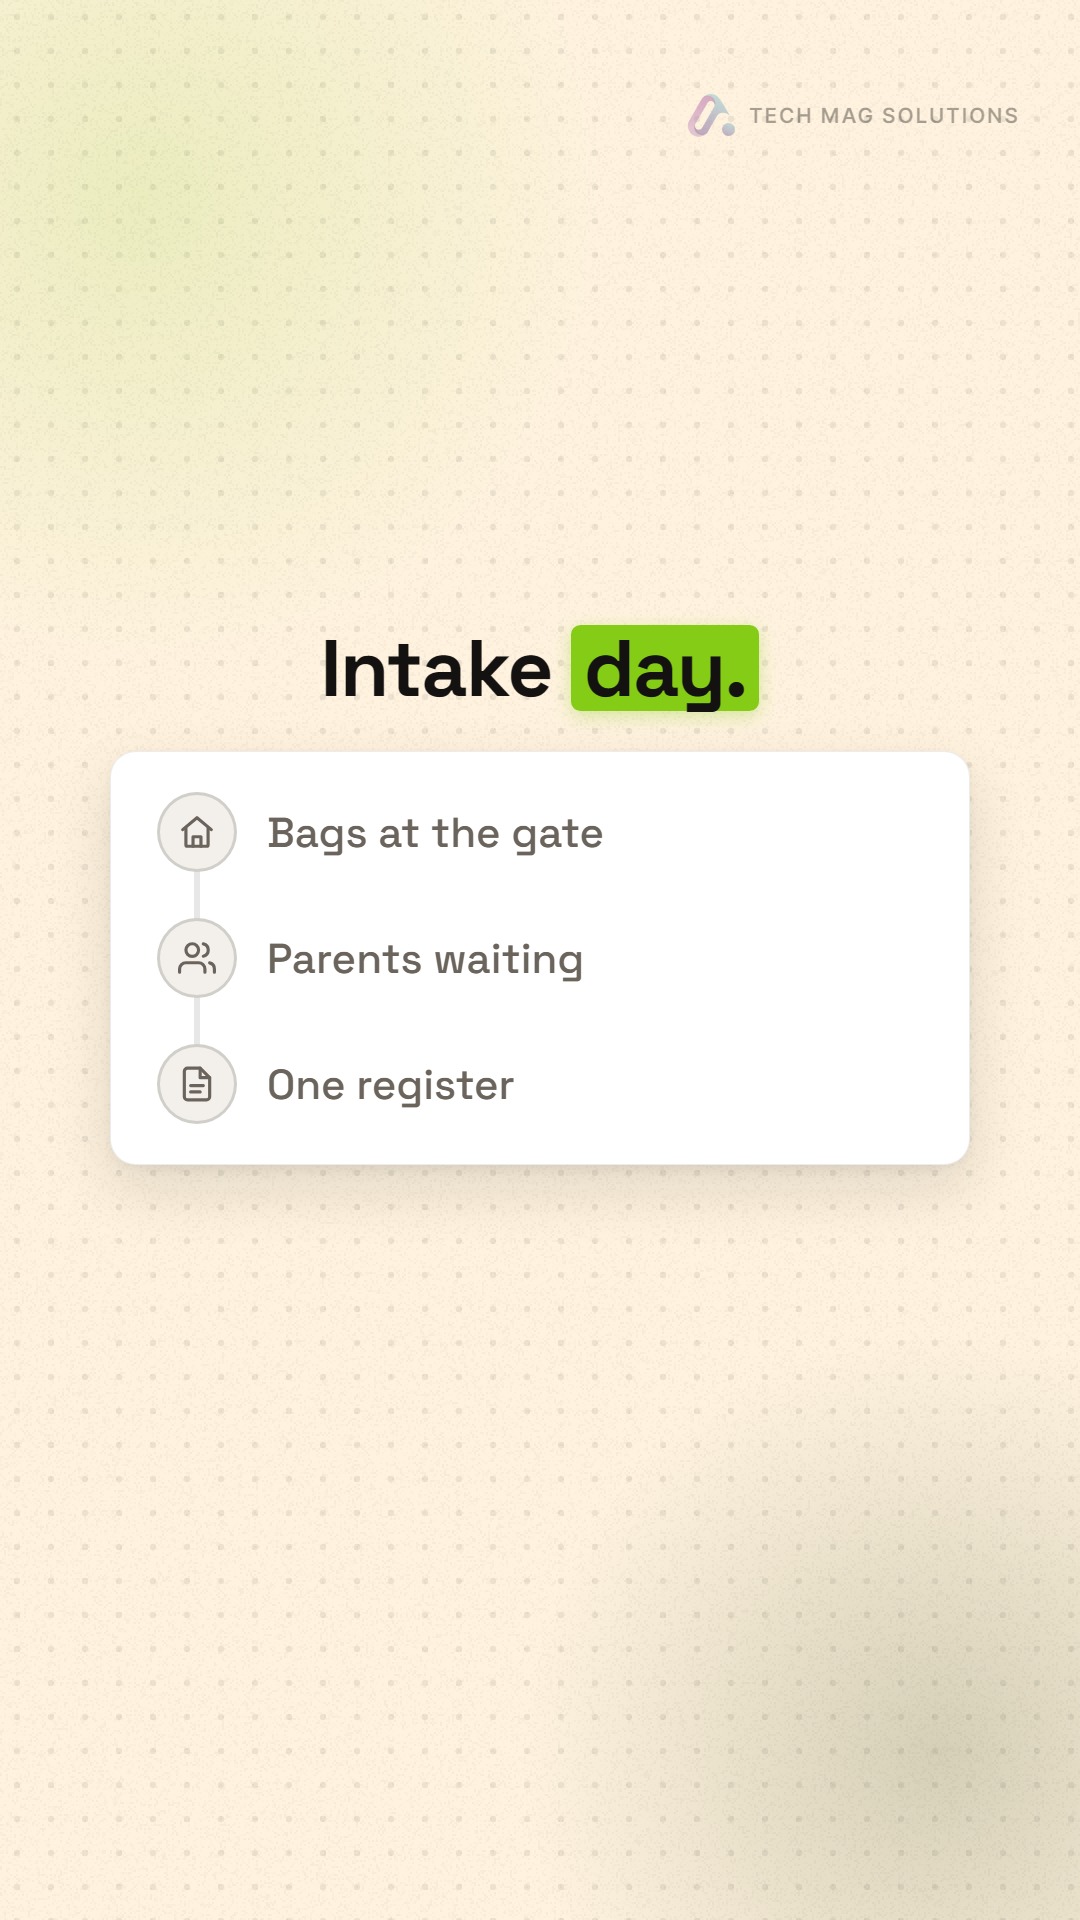 TECH MAG SOLUTIONS
Intake day.
Bags at the gate
Parents waiting
One register